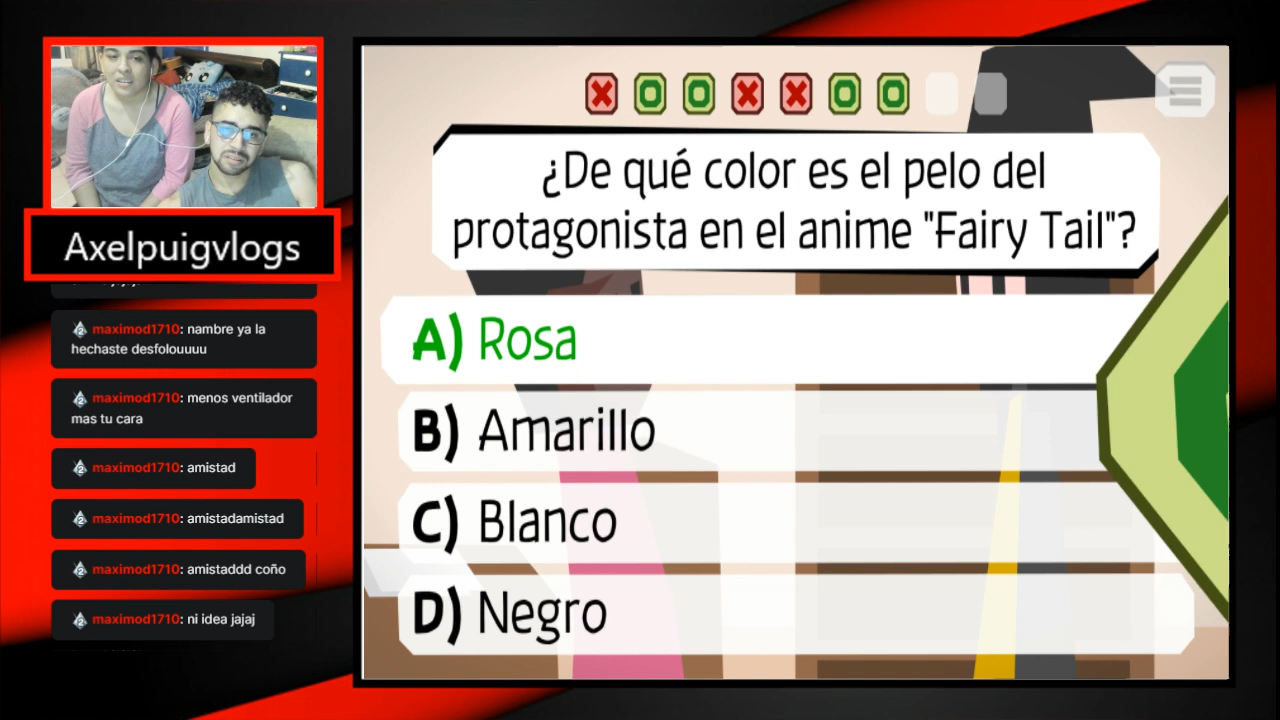 Axelpuigvlogs
maximod1710: nambre ya la
hechaste desfolouuuu
maximod1710: menos ventilador
mas tu cara
maximod1710: amistad
maximod1710: amistadamistad
maximod1710: amistaddd coño
maximod1710: ni idea jajaj
¿De qué color es el pelo del
protagonista en el anime "Fairy Tail"?
A) Rosa
B) Amarillo
C) Blanco
D) Negro